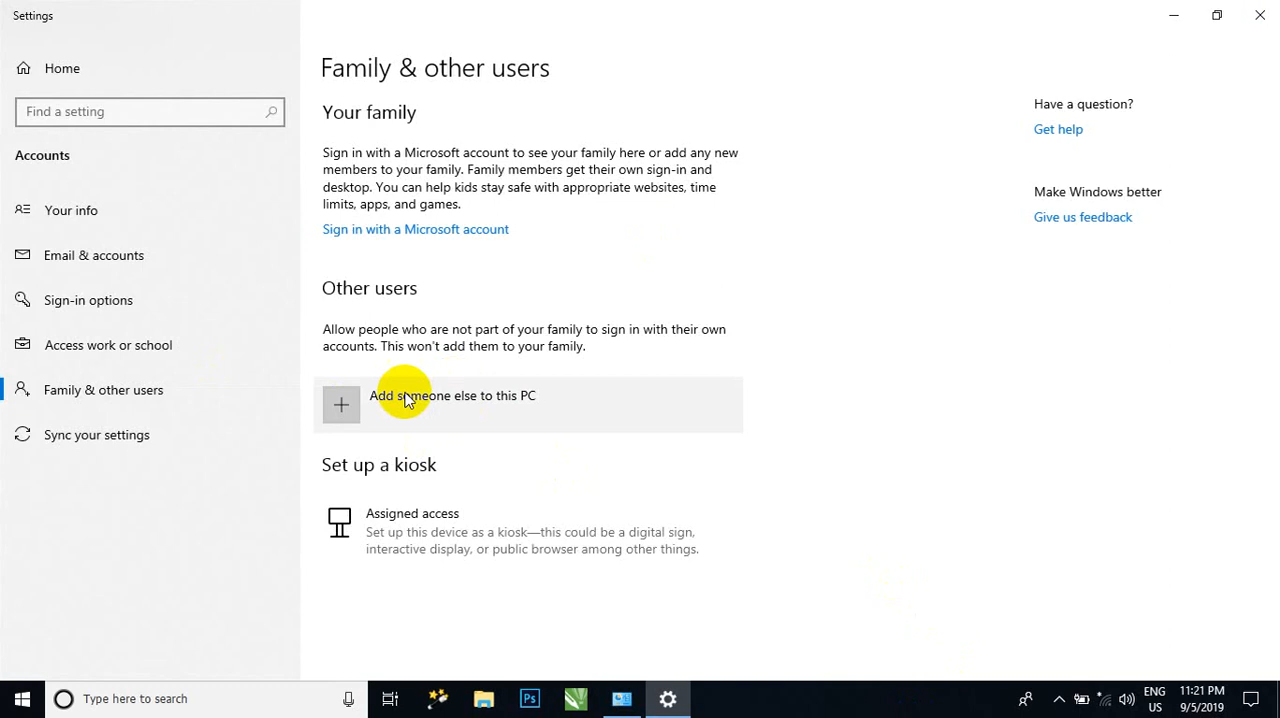 Settings
Home
Find a setting
Accounts
Your info
Email & accounts
Sign-in options
Access work or school
Family & other users
Sync your settings
Family & other users
Your family
Sign in with a Microsoft account to see your family here or add any new
members to your family. Family members get their own sign-in and
desktop. You can help kids stay safe with appropriate websites, time
limits, apps, and games.
Sign in with a Microsoft account
Other users
Allow people who are not part of your family to sign in with their own
accounts. This won't add them to your family.
Add someone else to this PC
Set up a kiosk
Assigned access
Set up this device as a kiosk—this could be a digital sign,
interactive display, or public browser among other things.
Have a question?
Get help
Make Windows better
Give us feedback
Type here to search
Ps
ENG
US
11:21 PM
9/5/2019